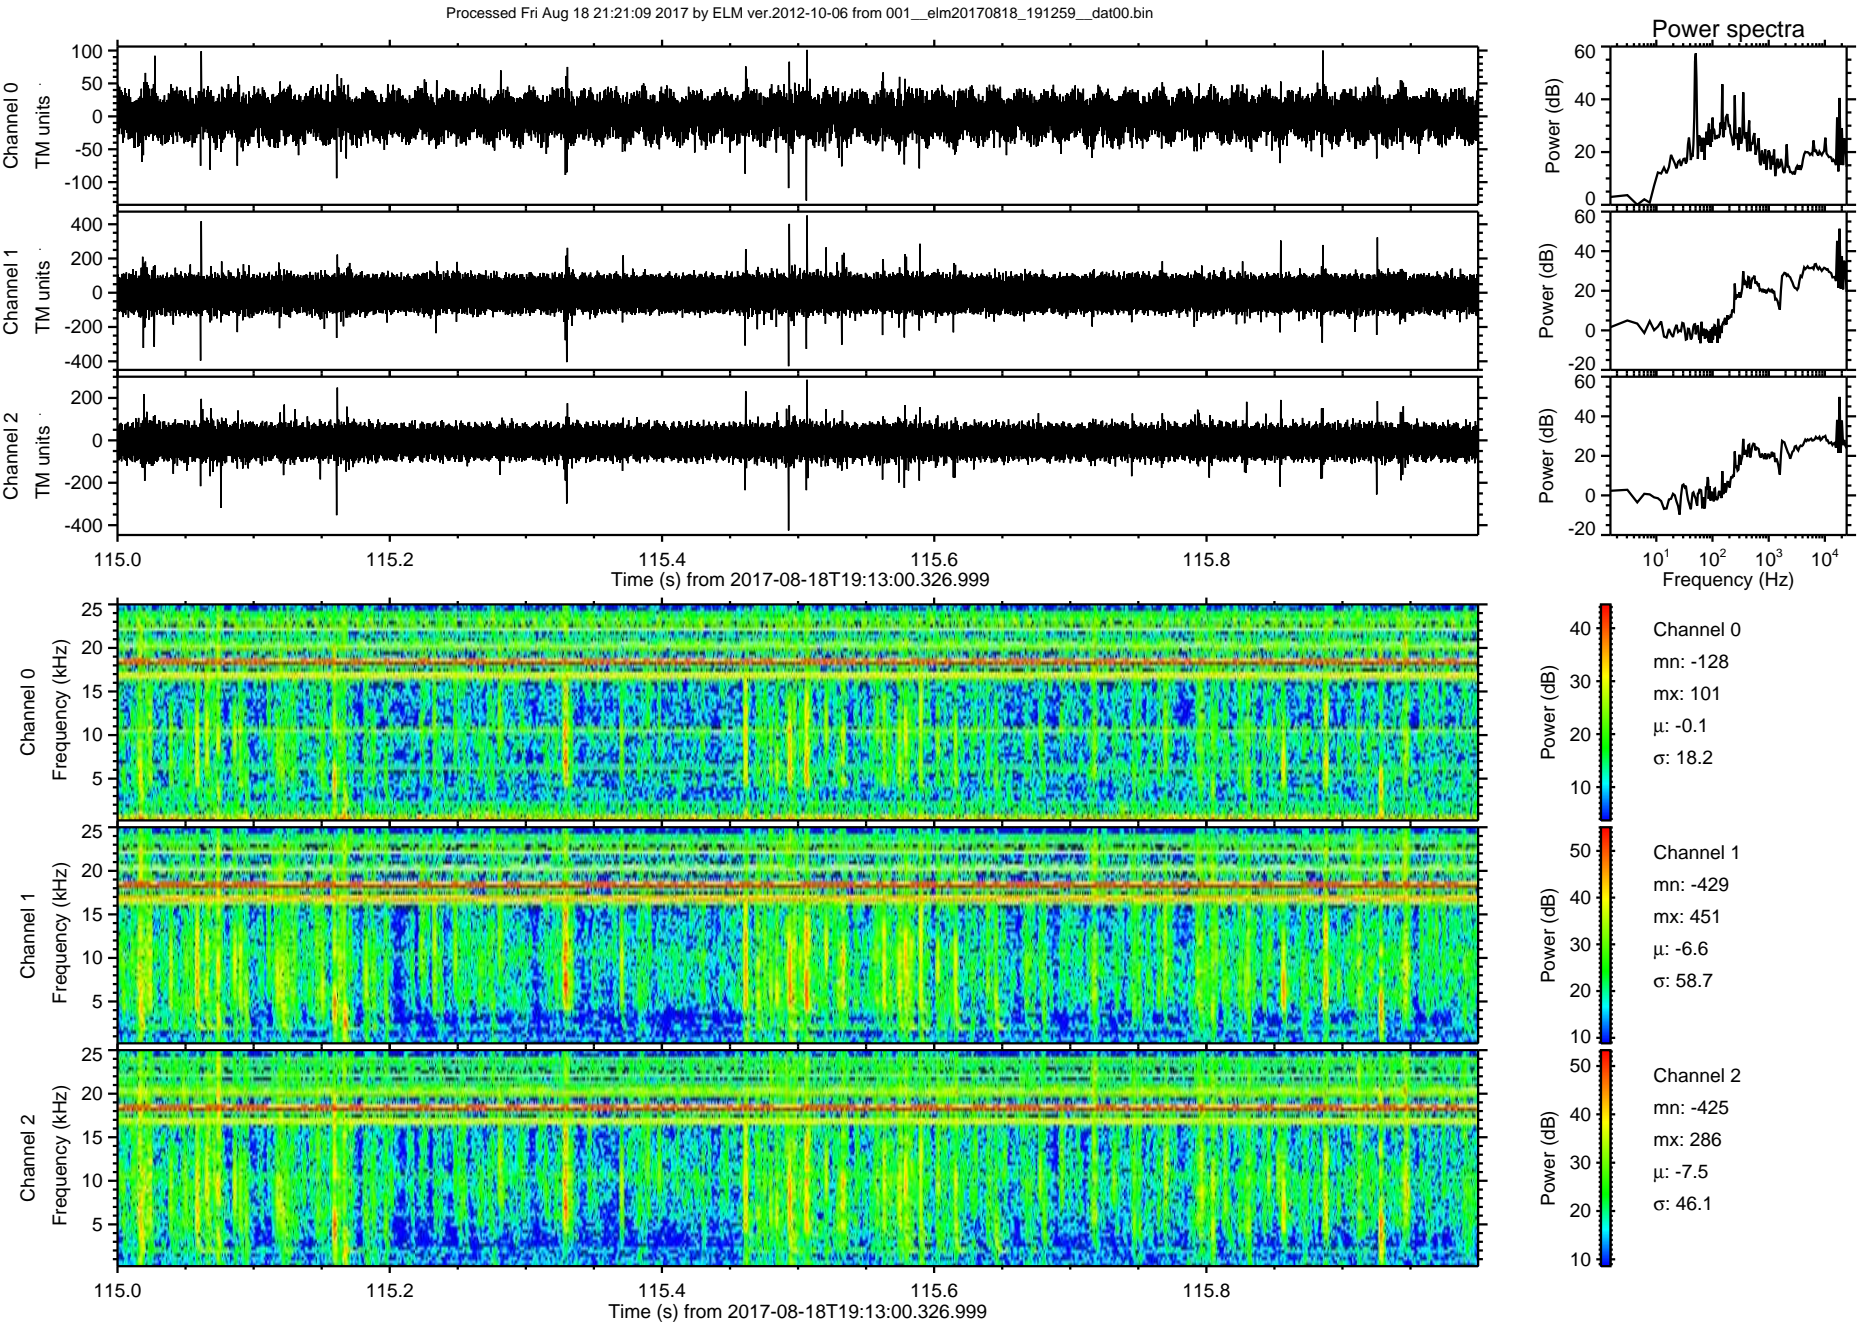 Processed Fri Aug 18 21:21:09 2017 by ELM ver.2012-10-06 from 001__elm20170818_191259__dat00.bin
Power spectra
Channel 0
TM units
100
50
0
-50
-100
Power (dB)
60
40
20
0
Channel 1
TM units
400
200
0
-200
-400
Power (dB)
60
40
20
0
-20
Channel 2
TM units
200
0
-200
-400
Power (dB)
60
40
20
0
-20
115.0 115.2 115.4 115.6 115.8
Time (s) from 2017-08-18T19:13:00.326.999
10¹ 10² 10³ 10⁴
Frequency (Hz)
Channel 0
Frequency (kHz)
25
20
15
10
5
Power (dB)
40
30
20
10
Channel 0
mn: -128
mx: 101
μ: -0.1
σ: 18.2
Channel 1
Frequency (kHz)
25
20
15
10
5
Power (dB)
50
40
30
20
10
Channel 1
mn: -429
mx: 451
μ: -6.6
σ: 58.7
Channel 2
Frequency (kHz)
25
20
15
10
5
Power (dB)
50
40
30
20
10
Channel 2
mn: -425
mx: 286
μ: -7.5
σ: 46.1
115.0 115.2 115.4 115.6 115.8
Time (s) from 2017-08-18T19:13:00.326.999